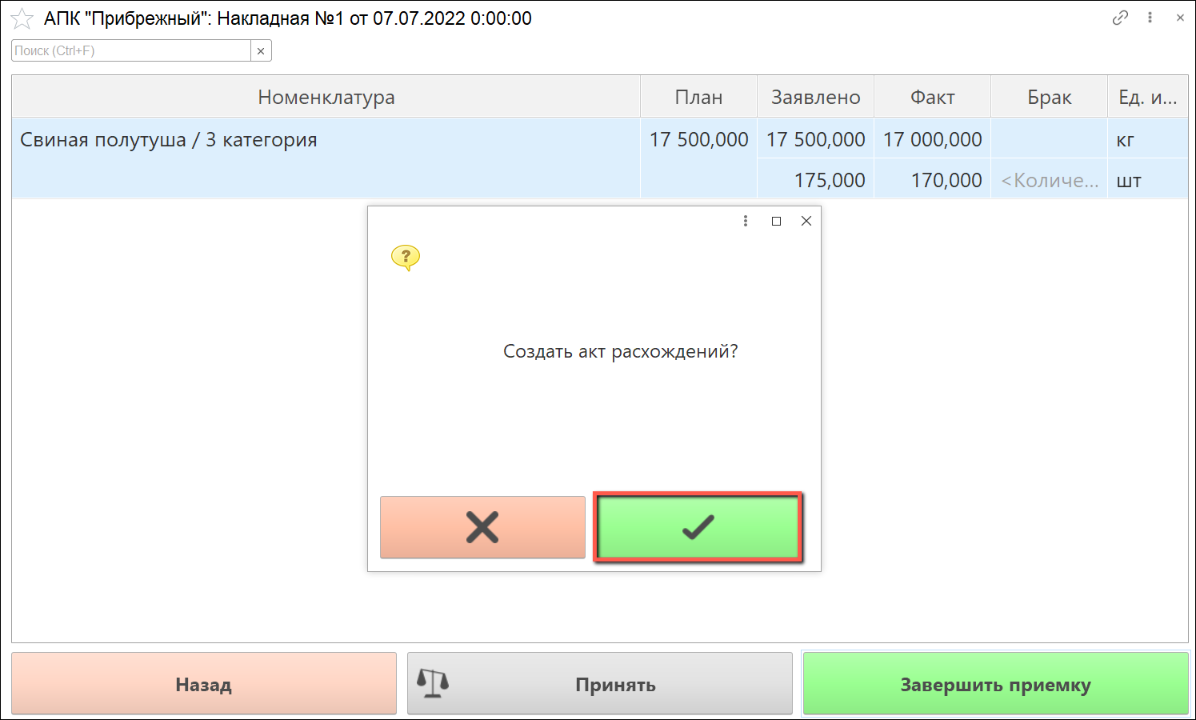 АПК "Прибрежный": Накладная №1 от 07.07.2022 0:00:00
Поиск (Ctrl+F)
Номенклатура План Заявлено Факт Брак Ед. и...
Свиная полутуша / 3 категория 17 500,000 17 500,000 17 000,000 кг
175,000 170,000 <Количе... шт
Создать акт расхождений?
Назад Принять Завершить приемку